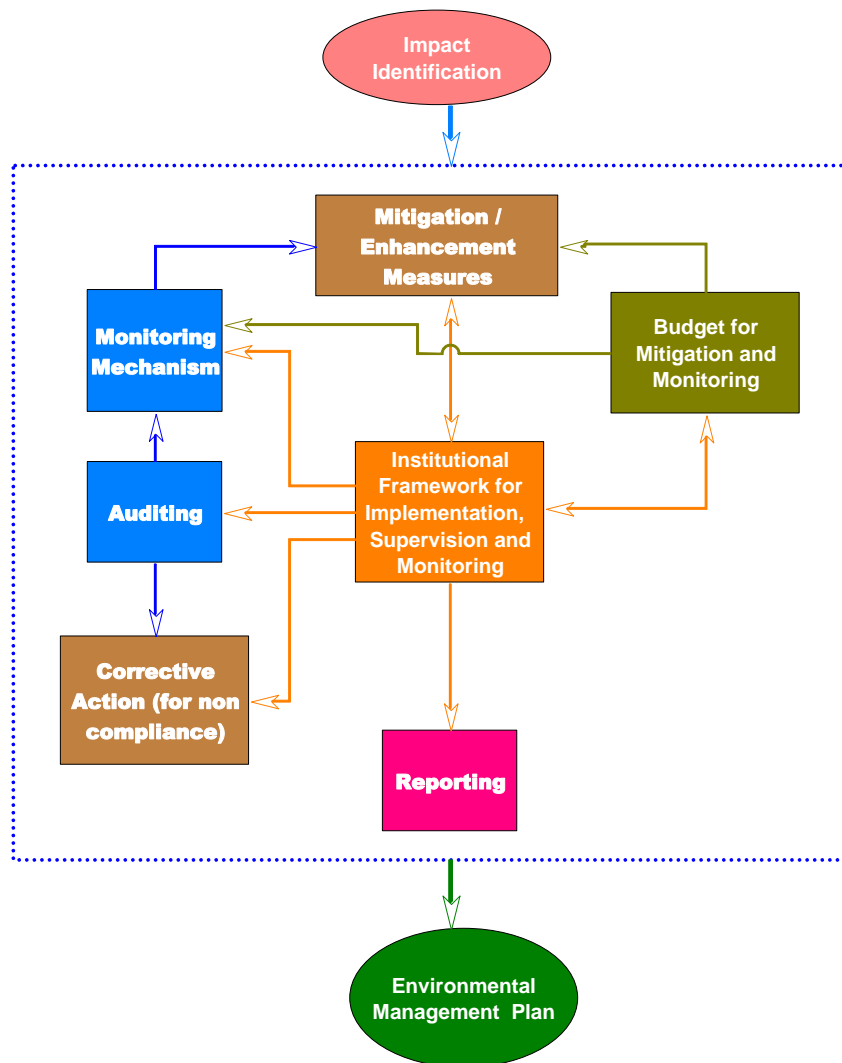 Impact
Identification
Mitigation /
Enhancement
Measures
Monitoring
Mechanism
Budget for
Mitigation and
Monitoring
Institutional
Framework for
Implementation,
Supervision and
Monitoring
Auditing
Corrective
Action (for non
compliance)
Reporting
Environmental
Management Plan